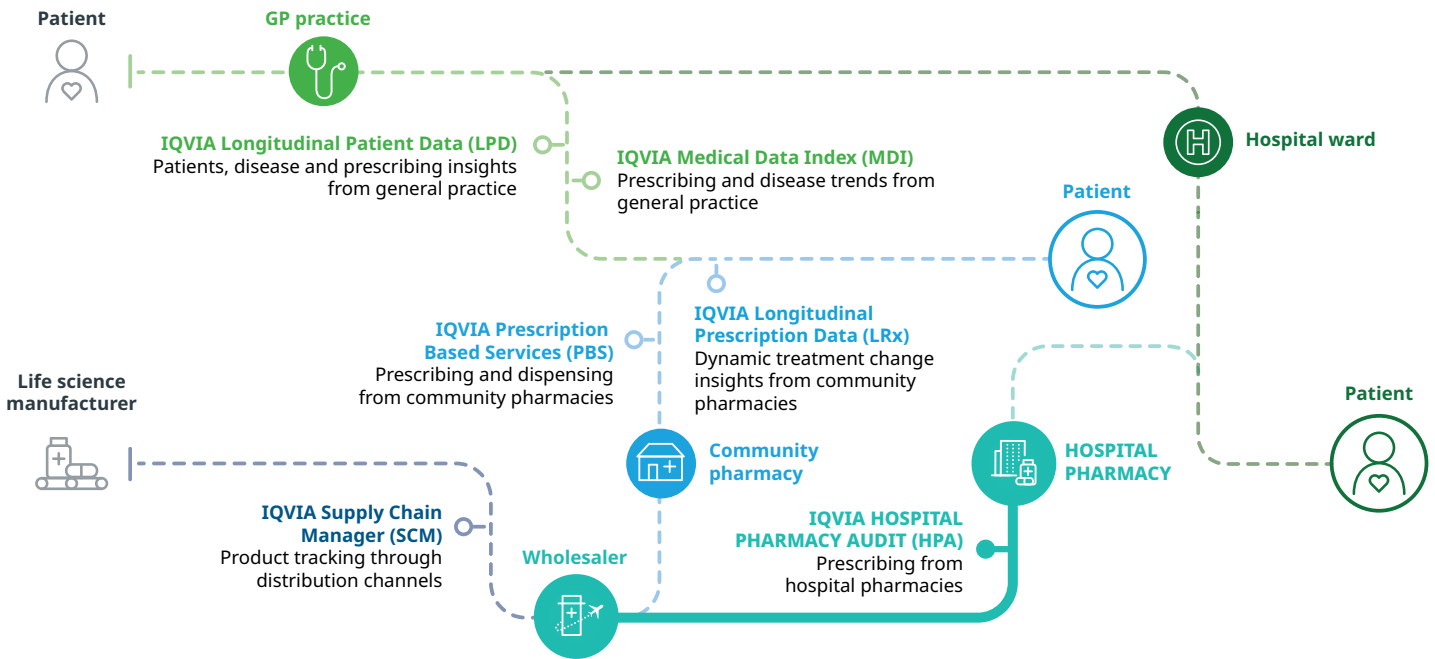 Patient
GP practice
IQVIA Longitudinal Patient Data (LPD)
Patients, disease and prescribing insights
from general practice
IQVIA Medical Data Index (MDI)
Prescribing and disease trends from
general practice
H
Hospital ward
Patient
IQVIA Prescription
Based Services (PBS)
Prescribing and dispensing
from community pharmacies
IQVIA Longitudinal
Prescription Data (LRx)
Dynamic treatment change
insights from community
pharmacies
Life science
manufacturer
Patient
Community
pharmacy
HOSPITAL
PHARMACY
IQVIA Supply Chain
Manager (SCM)
Product tracking through
distribution channels
Wholesaler
IQVIA HOSPITAL
PHARMACY AUDIT (HPA)
Prescribing from
hospital pharmacies